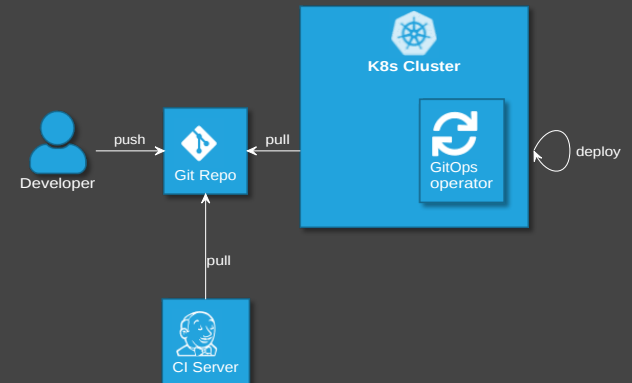 K8s Cluster
push
pull
deploy
Git Repo
GitOps
operator
Developer
pull
CI Server